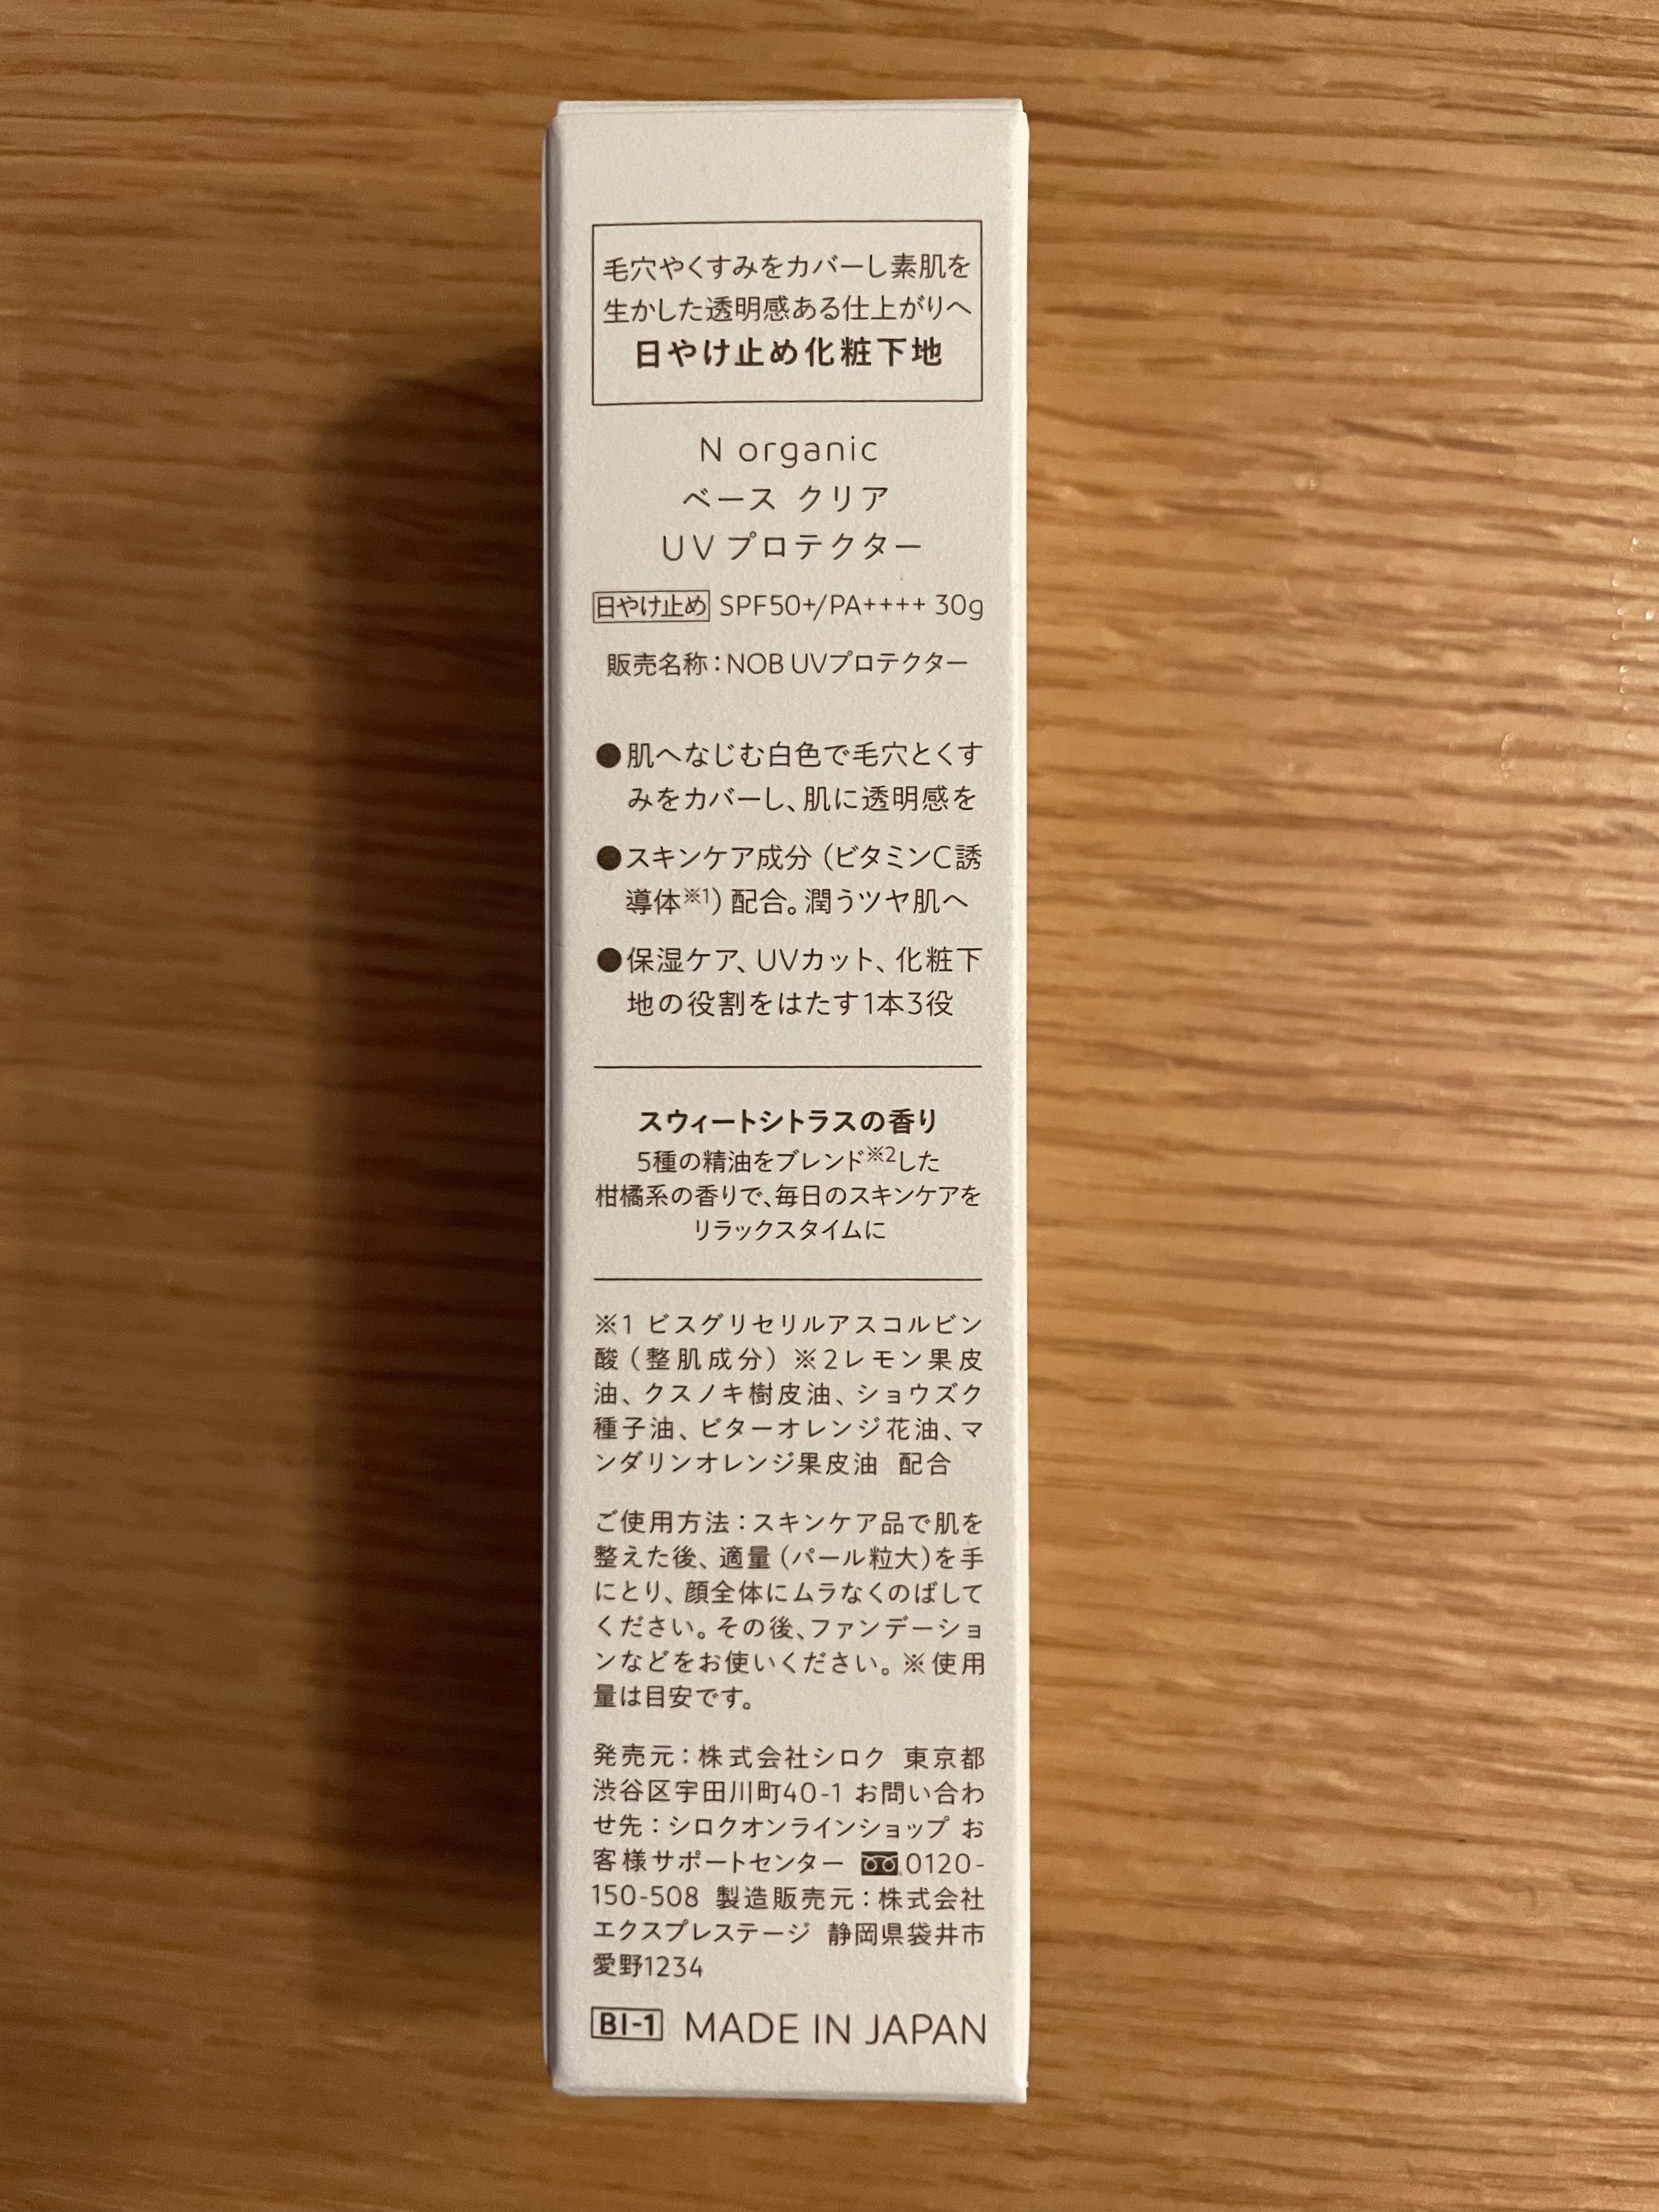 毛穴やくすみをカバーし素肌を
生かした透明感ある仕上がりへ
日やけ止め化粧下地
N organic
ベース クリア
UV プロテクター
日やけ止め SPF50+/PA++++ 30g
販売名称：NOB UVプロテクター
●肌へなじむ白色で毛穴とくす
みをカバーし、肌に透明感を
●スキンケア成分（ビタミンC誘
導体※1）配合。潤うツヤ肌へ
●保湿ケア、UVカット、化粧下
地の役割をはたす1本3役
スウィートシトラスの香り
5種の精油をブレンド※2した
柑橘系の香りで、毎日のスキンケアを
リラックスタイムに
※1 ビスグリセリルアスコルビン
酸（整肌成分）※2レモン果皮
油、クスノキ樹皮油、ショウズク
種子油、ビターオレンジ花油、マ
ンダリンオレンジ果皮油 配合
ご使用方法：スキンケア品で肌を
整えた後、適量（パール粒大）を手
にとり、顔全体にムラなくのばして
ください。その後、ファンデーショ
ンなどをお使いください。※使用
量は目安です。
発売元：株式会社シロク 東京都
渋谷区宇田川町40-1 お問い合わ
せ先：シロクオンラインショップ お
客様サポートセンター 0120-
150-508 製造販売元：株式会社
エクスプレステージ 静岡県袋井市
愛野1234
BI-1 MADE IN JAPAN